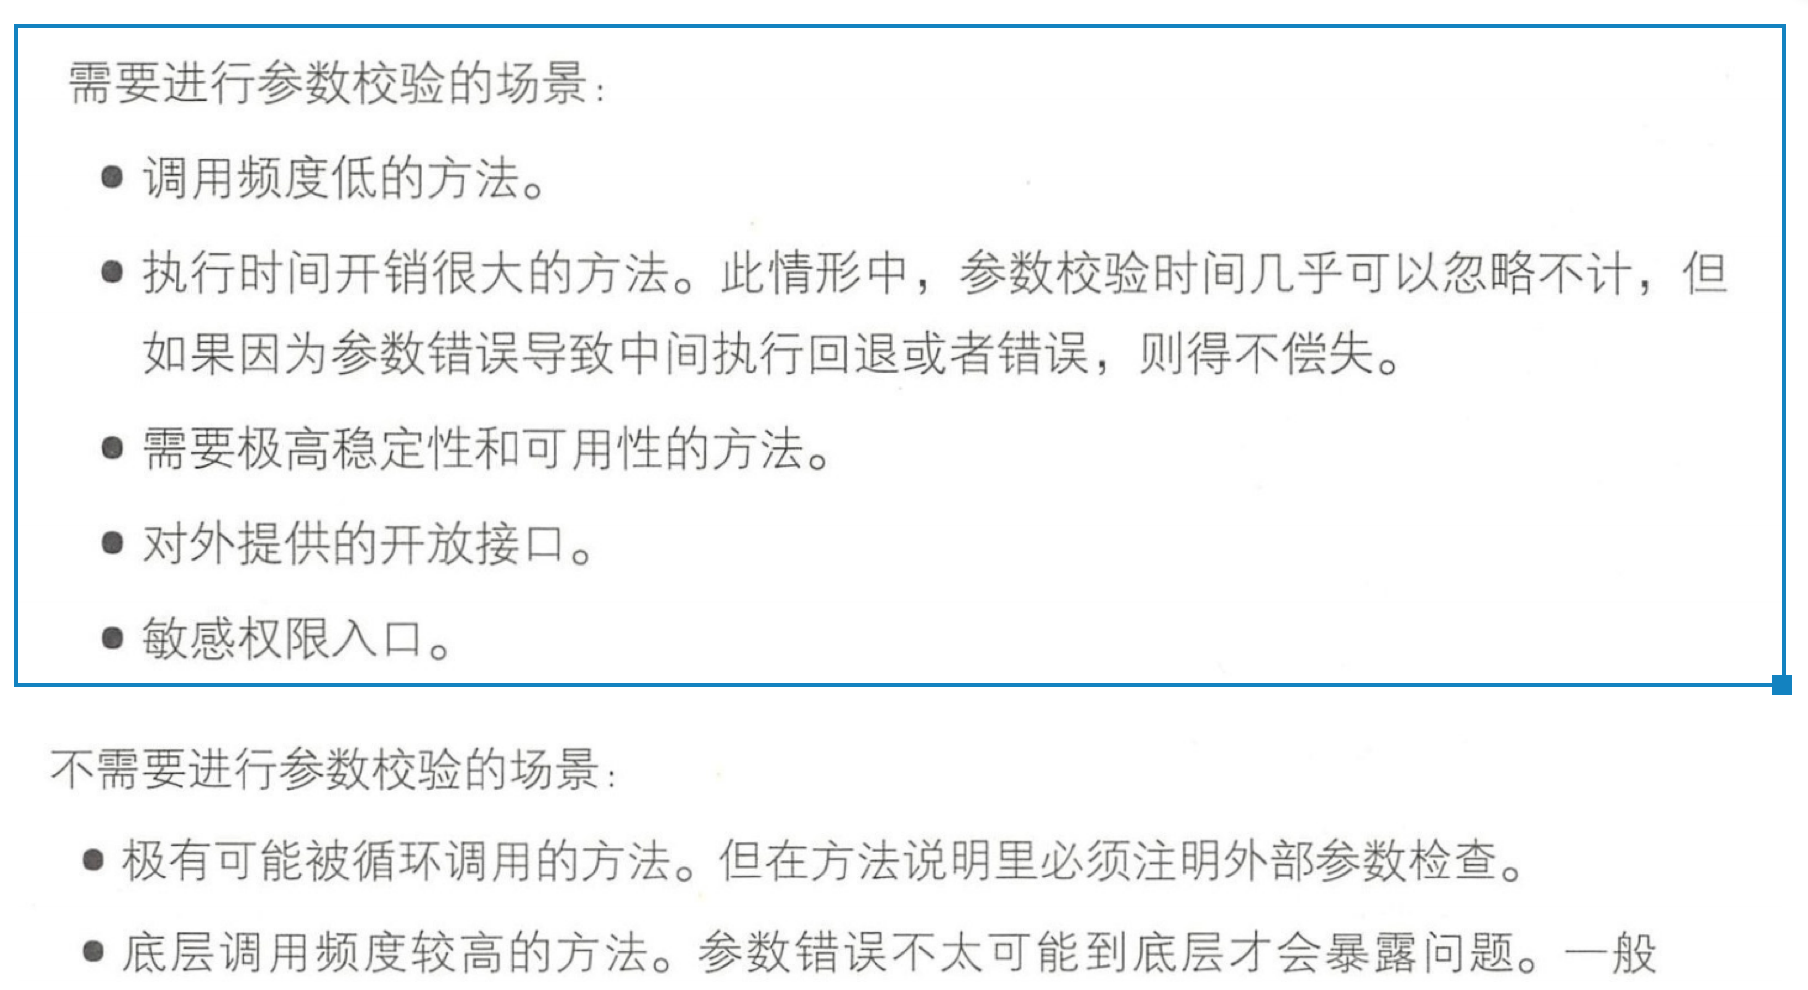 需要进行参数校验的场景：
● 调用频度低的方法。
● 执行时间开销很大的方法。此情形中，参数校验时间几乎可以忽略不计，但
如果因为参数错误导致中间执行回退或者错误，则得不偿失。
● 需要极高稳定性和可用性的方法。
● 对外提供的开放接口。
● 敏感权限入口。
不需要进行参数校验的场景：
● 极有可能被循环调用的方法。但在方法说明里必须注明外部参数检查。
● 底层调用频度较高的方法。参数错误不太可能到底层才会暴露问题。一般